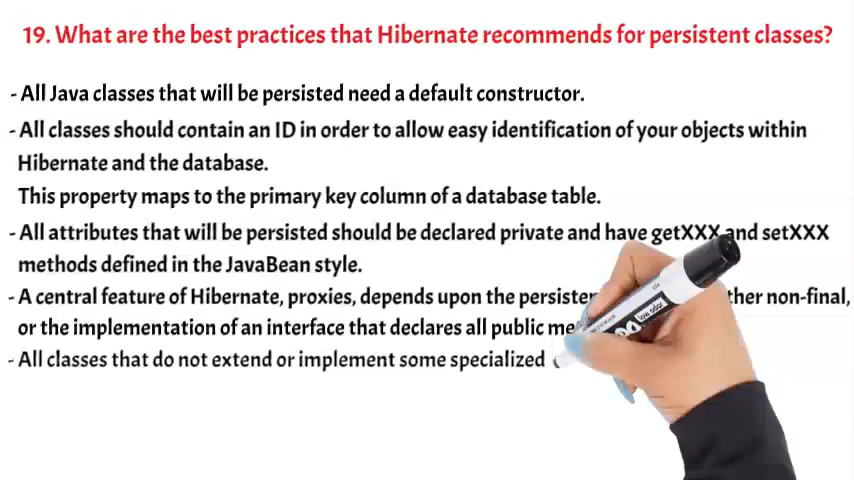 19. What are the best practices that Hibernate recommends for persistent classes?
- All Java classes that will be persisted need a default constructor.
- All classes should contain an ID in order to allow easy identification of your objects within
Hibernate and the database.
This property maps to the primary key column of a database table.
- All attributes that will be persisted should be declared private and have getXXX and setXXX
methods defined in the JavaBean style.
- A central feature of Hibernate, proxies, depends upon the non-final,
or the implementation of an interface that declares all public
- All classes that do not extend or implement some specialized
low odor